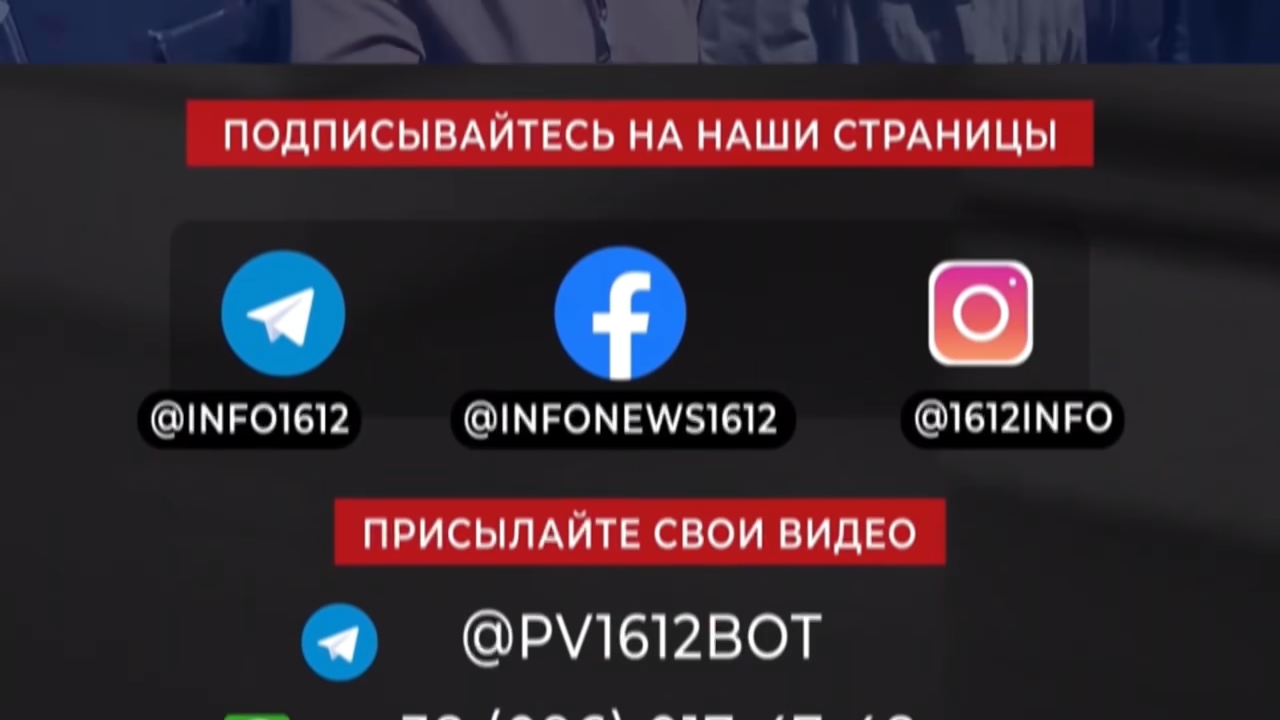 ПОДПИСЫВАЙТЕСЬ НА НАШИ СТРАНИЦЫ
@INFO1612 @INFONEWS1612 @1612INFO
ПРИСЫЛАЙТЕ СВОИ ВИДЕО
@PV1612BOT